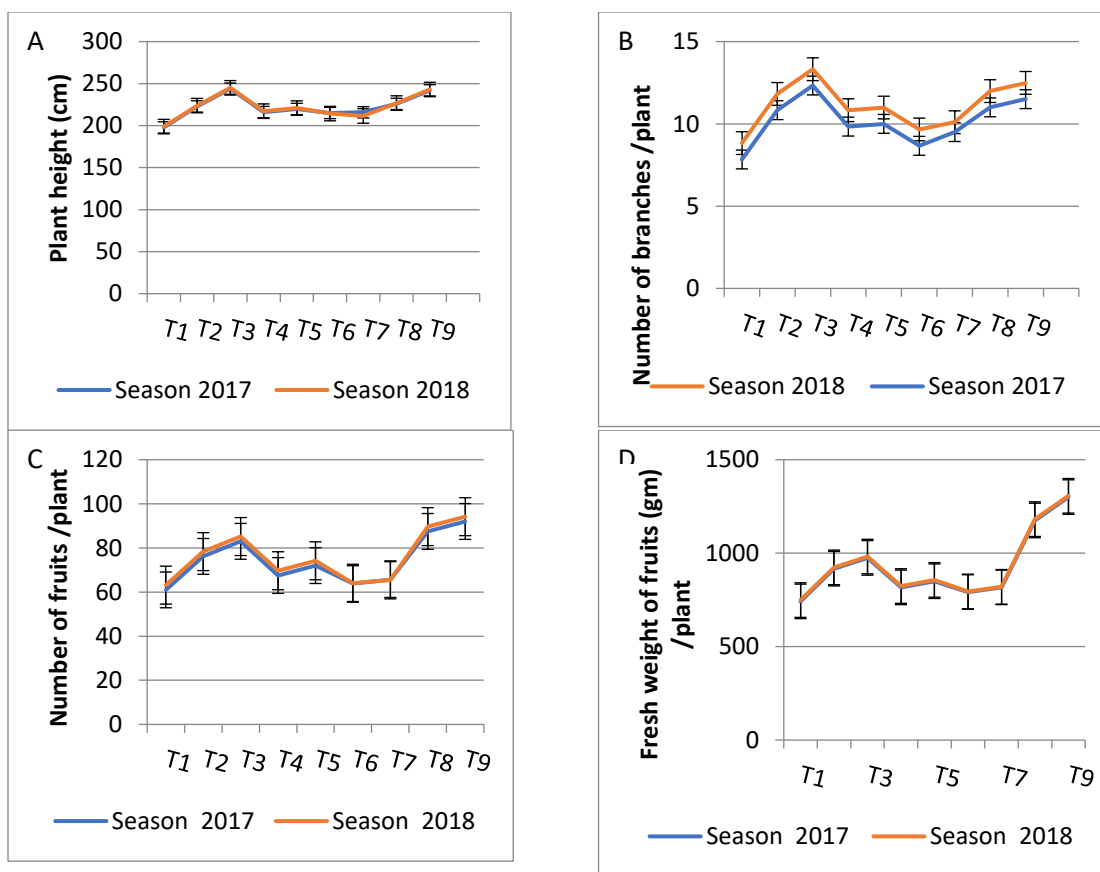 A
Plant height (cm)
300
250
200
150
100
50
0
T1 T2 T3 T4 T5 T6 T7 T8 T9
Season 2017 Season 2018
B
Number of branches /plant
15
10
5
0
T1 T2 T3 T4 T5 T6 T7 T8 T9
Season 2018 Season 2017
C
Number of fruits /plant
120
100
80
60
40
20
0
T1 T2 T3 T4 T5 T6 T7 T8 T9
Season 2017 Season 2018
D
Fresh weight of fruits (gm)
/plant
1500
1000
500
0
T1 T3 T5 T7 T9
Season 2017 Season 2018